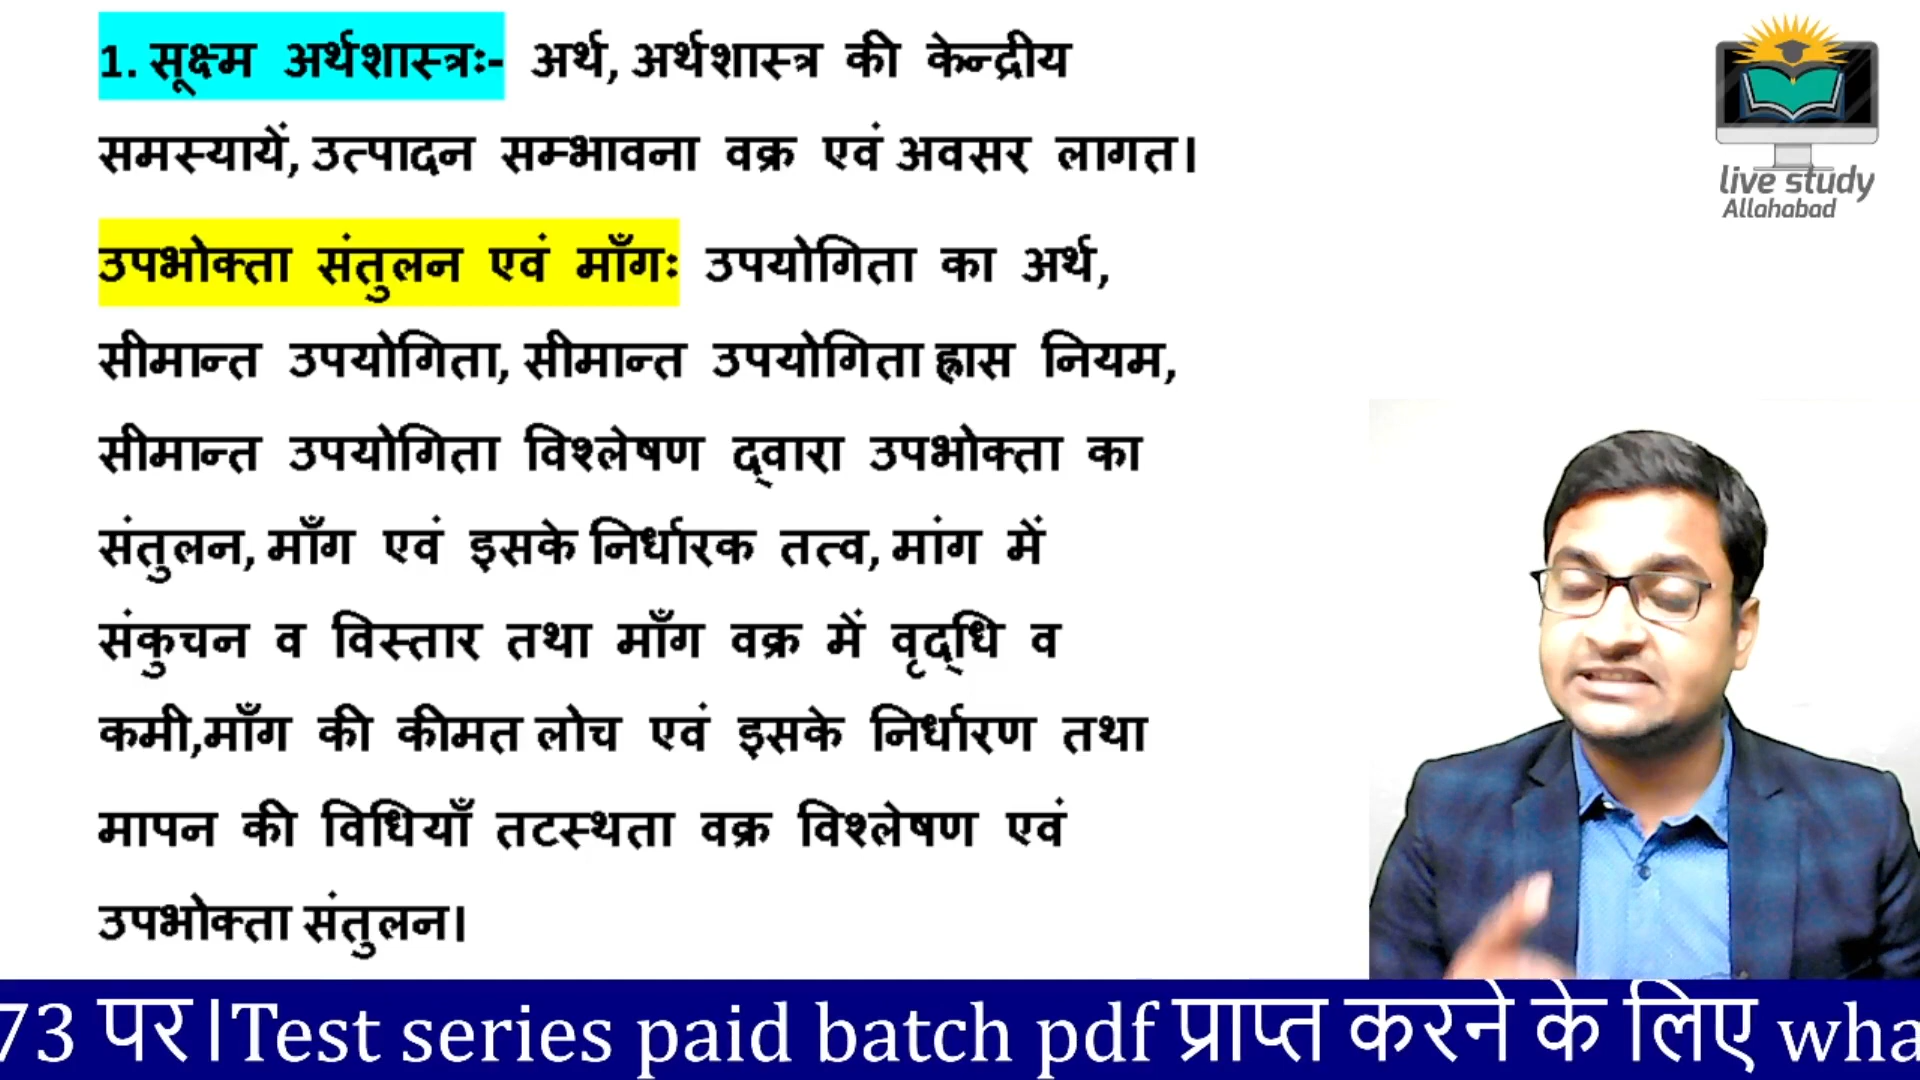 1. सूक्ष्म अर्थशास्त्रः- अर्थ, अर्थशास्त्र की केन्द्रीय
समस्यायें, उत्पादन सम्भावना वक्र एवं अवसर लागत।
उपभोक्ता संतुलन एवं माँगः उपयोगिता का अर्थ,
सीमान्त उपयोगिता, सीमान्त उपयोगिता ह्रास नियम,
सीमान्त उपयोगिता विश्लेषण द्वारा उपभोक्ता का
संतुलन, माँग एवं इसके निर्धारक तत्व, मांग में
संकुचन व विस्तार तथा माँग वक्र में वृद्धि व
कमी,माँग की कीमत लोच एवं इसके निर्धारण तथा
मापन की विधियाँ तटस्थता वक्र विश्लेषण एवं
उपभोक्ता संतुलन।
live study
Allahabad
73 पर।Test series paid batch pdf प्राप्त करने के लिए wha